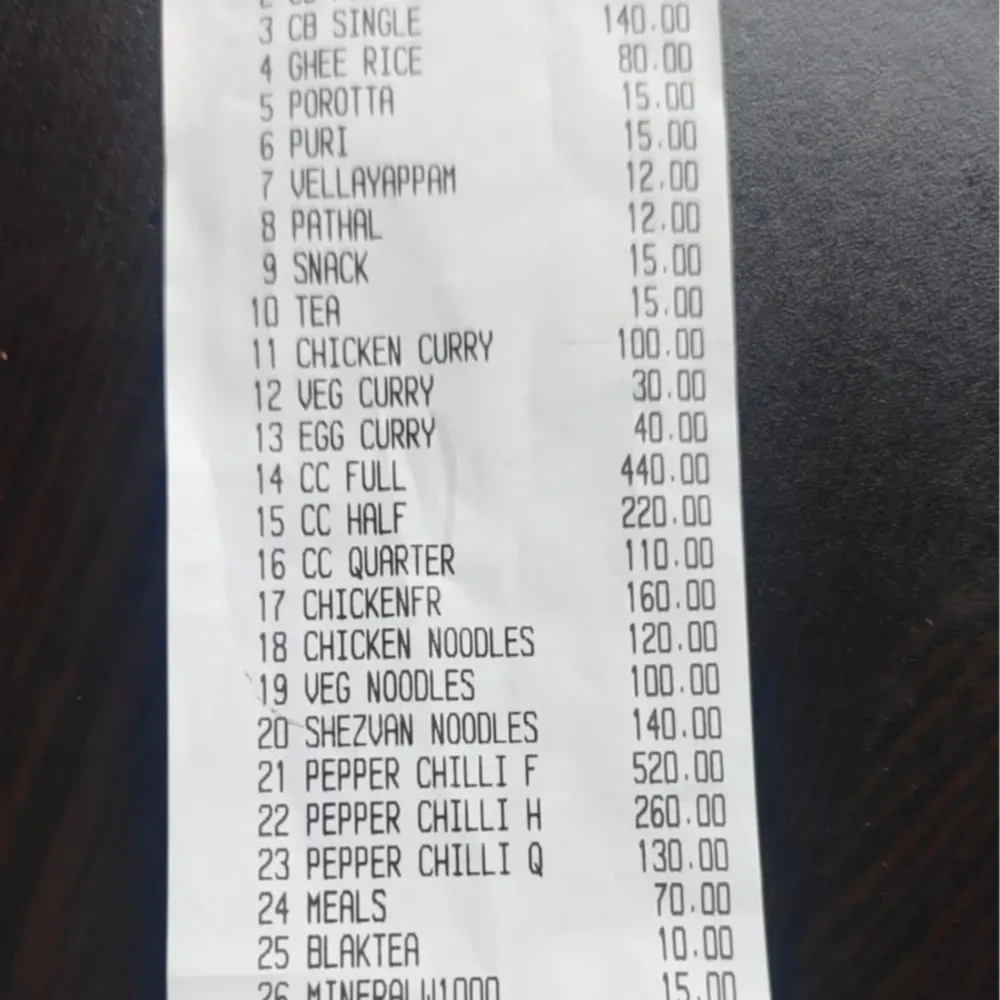 3 CB SINGLE 140.00
4 GHEE RICE 80.00
5 POROTTA 15.00
6 PURI 15.00
7 VELLAYAPPAM 12.00
8 PATHAL 12.00
9 SNACK 15.00
10 TEA 15.00
11 CHICKEN CURRY 100.00
12 VEG CURRY 30.00
13 EGG CURRY 40.00
14 CC FULL 440.00
15 CC HALF 220.00
16 CC QUARTER 110.00
17 CHICKENFR 160.00
18 CHICKEN NOODLES 120.00
19 VEG NOODLES 100.00
20 SHEZVAN NOODLES 140.00
21 PEPPER CHILLI F 520.00
22 PEPPER CHILLI H 260.00
23 PEPPER CHILLI Q 130.00
24 MEALS 70.00
25 BLAKTEA 10.00
26 MINERALW1000 15.00